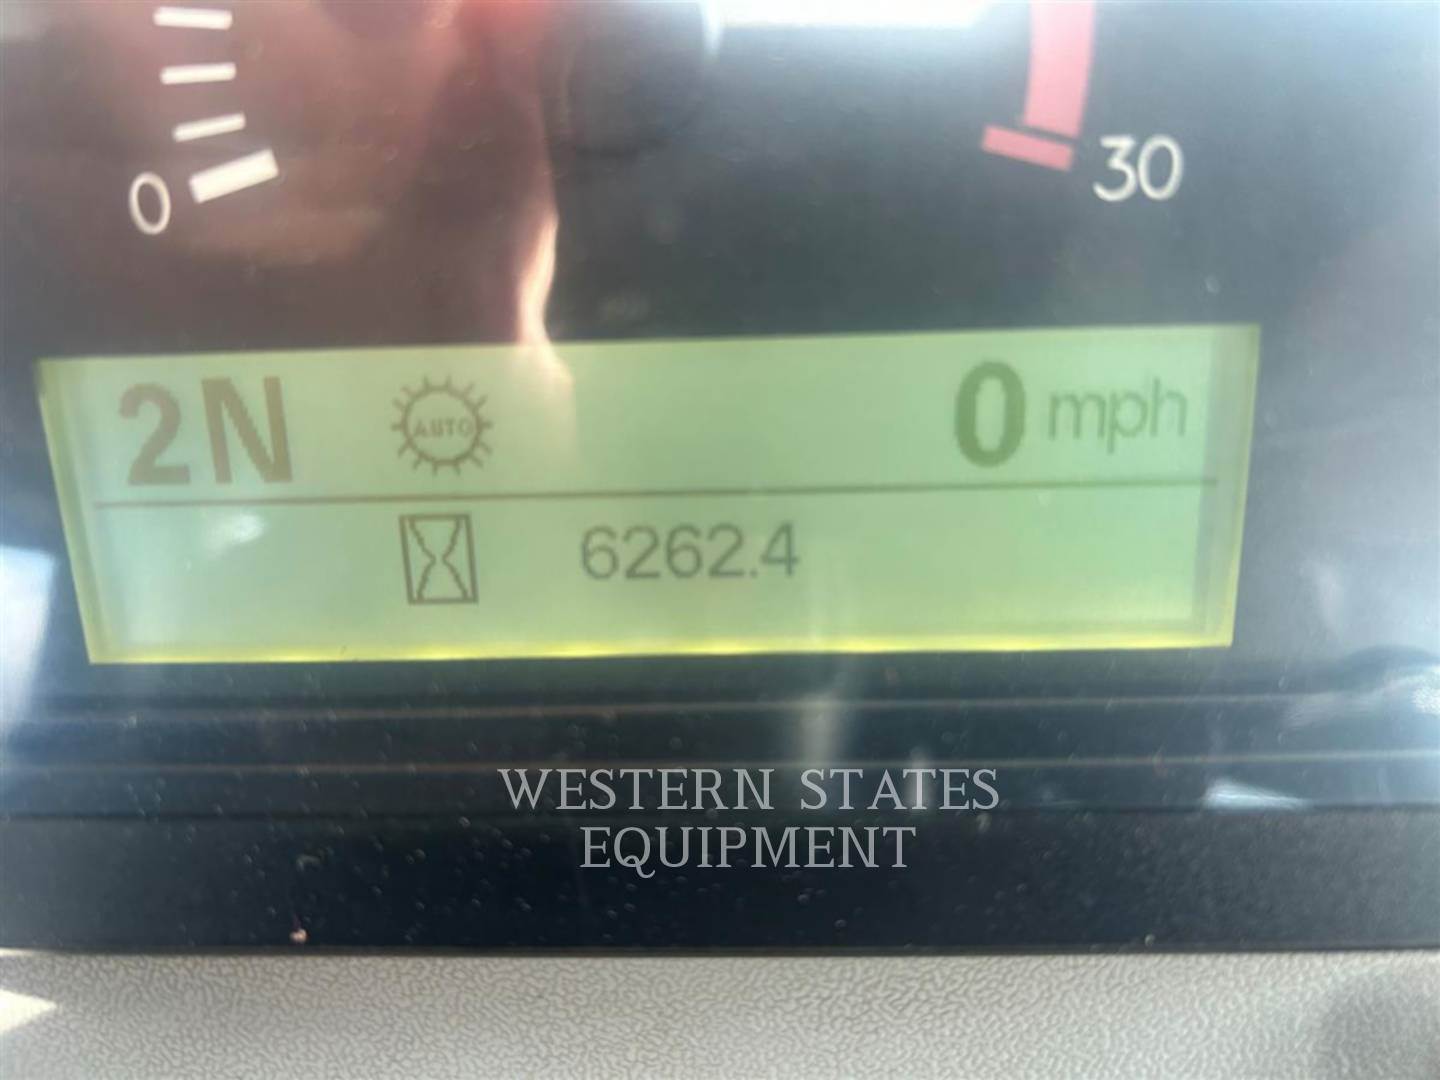 0
30
2N AUTO 0 mph
6262.4
WESTERN STATES
EQUIPMENT